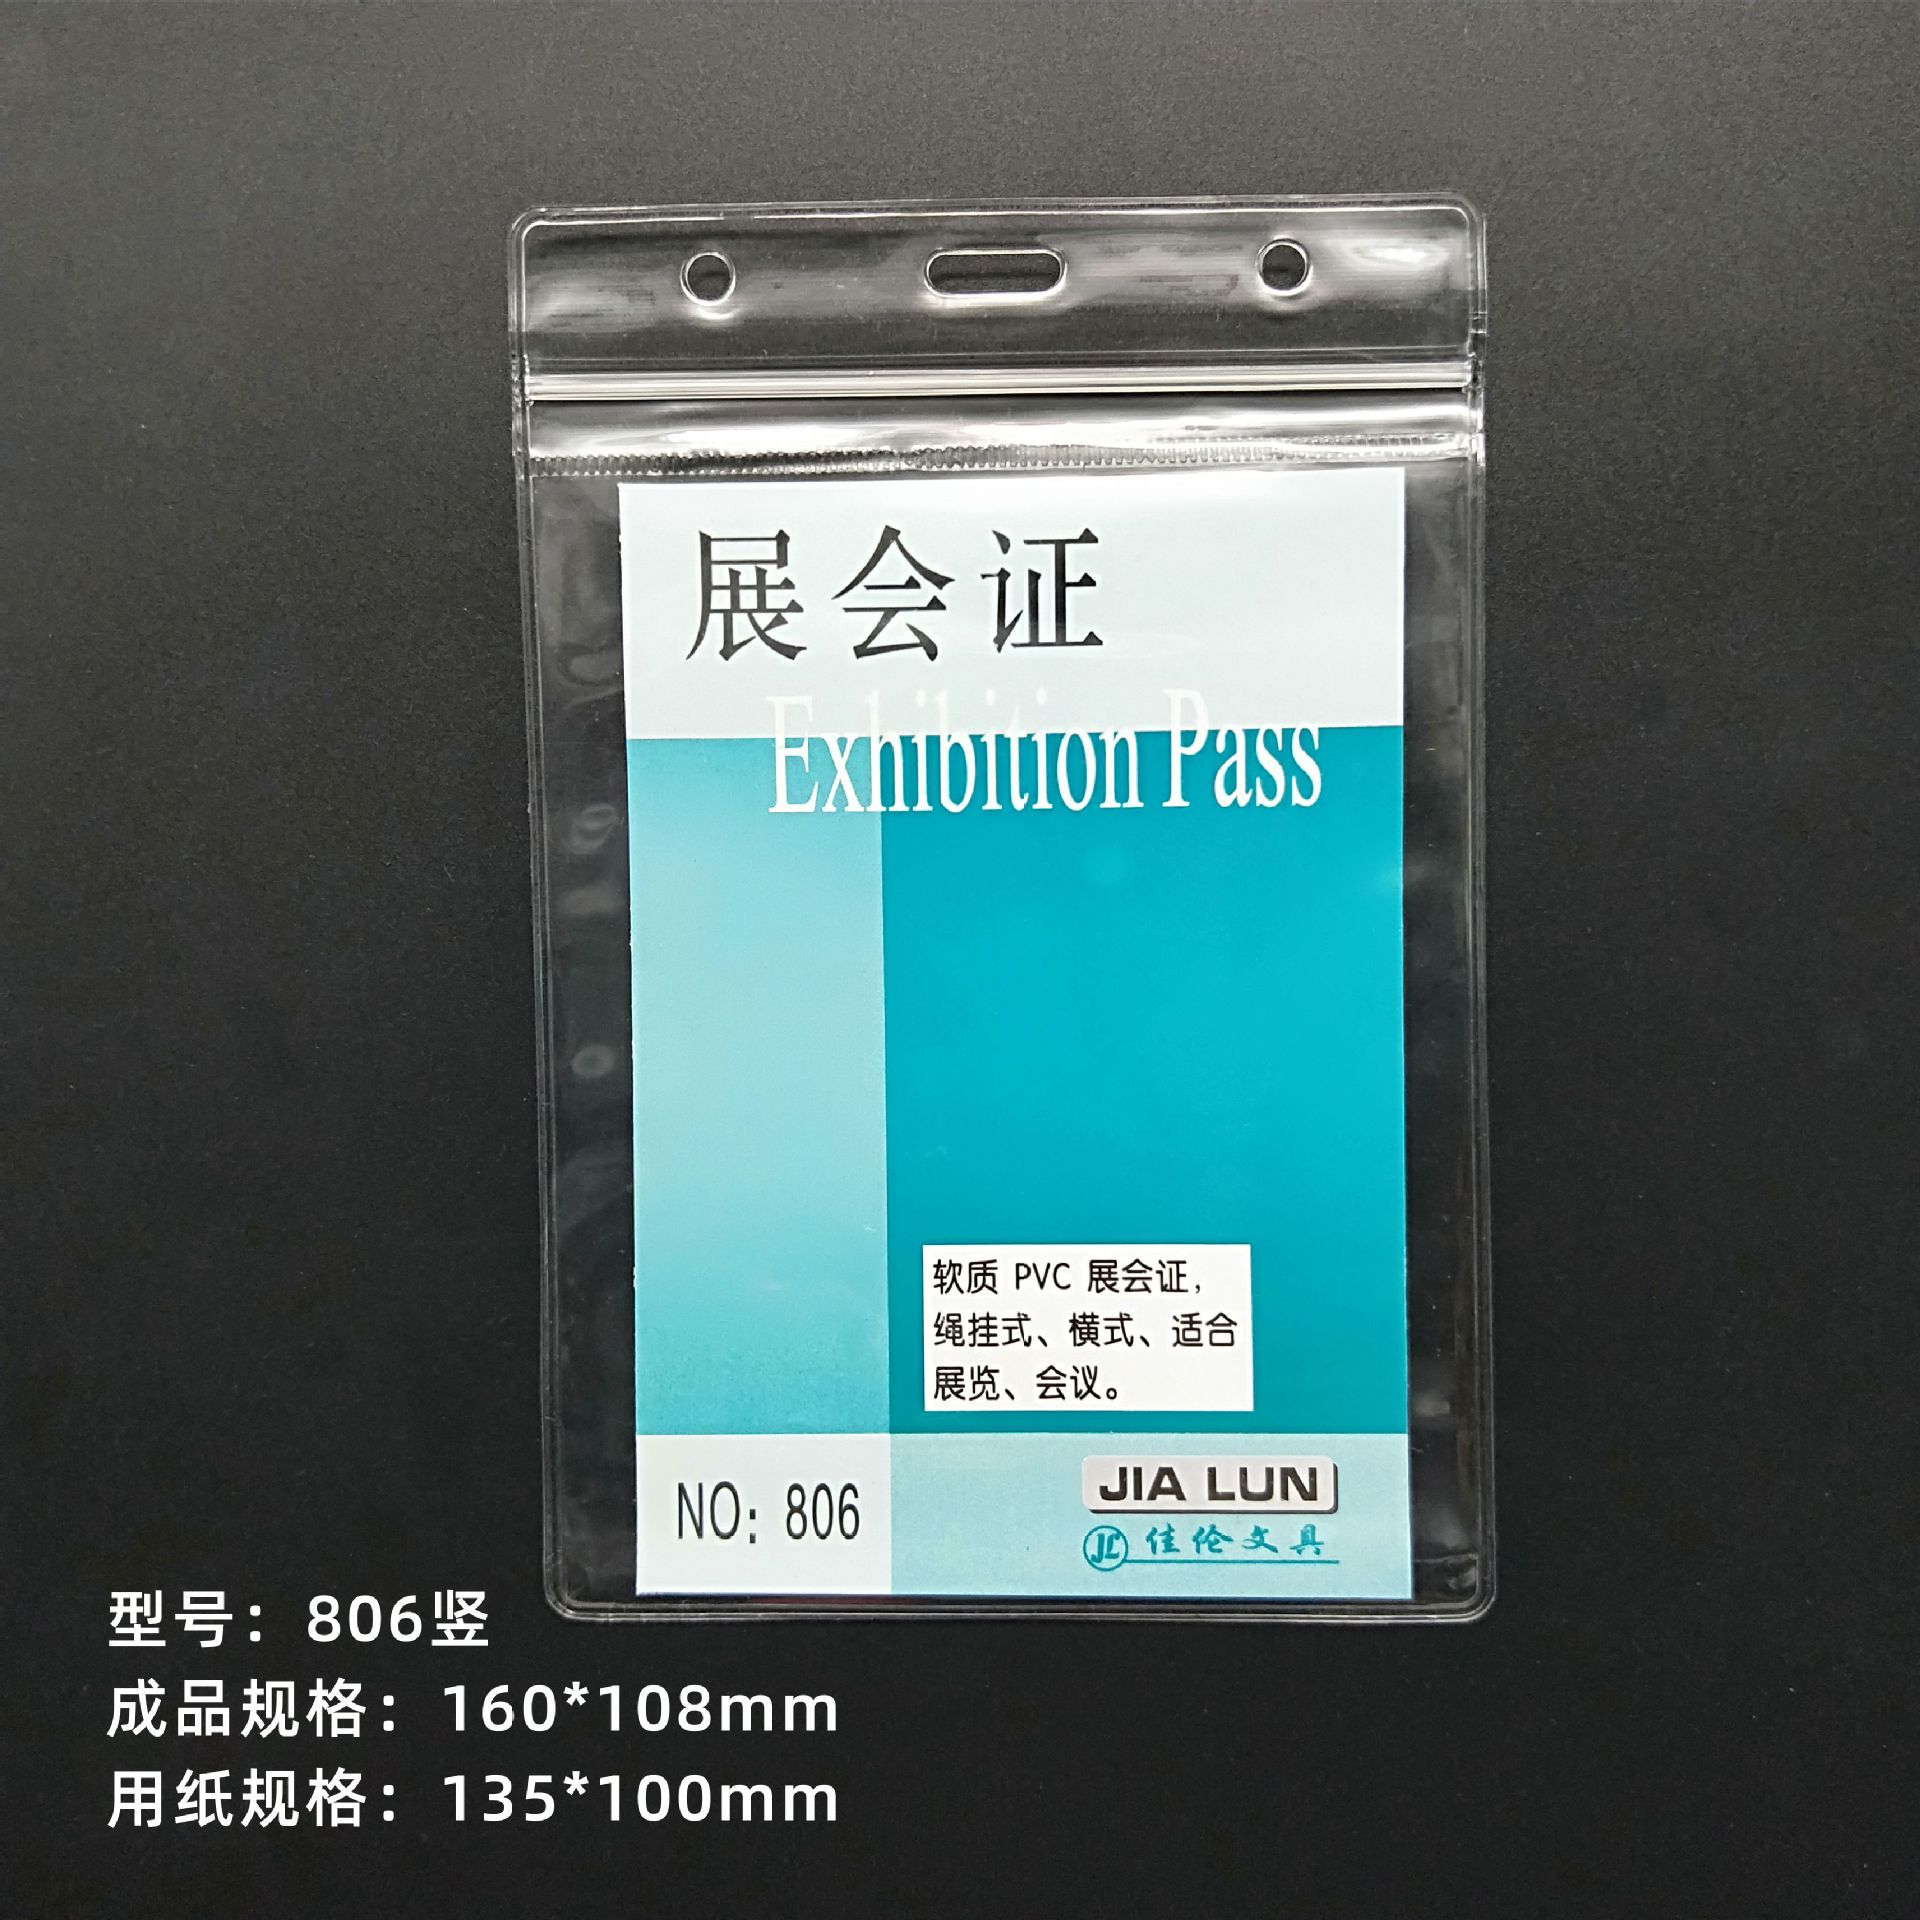 展会证
Exhibition Pass
软质 PVC 展会证，
绳挂式、横式、适合
展览、会议。
NO: 806
JIA LUN
JL 佳伦文具
型号：806竖
成品规格：160*108mm
用纸规格：135*100mm